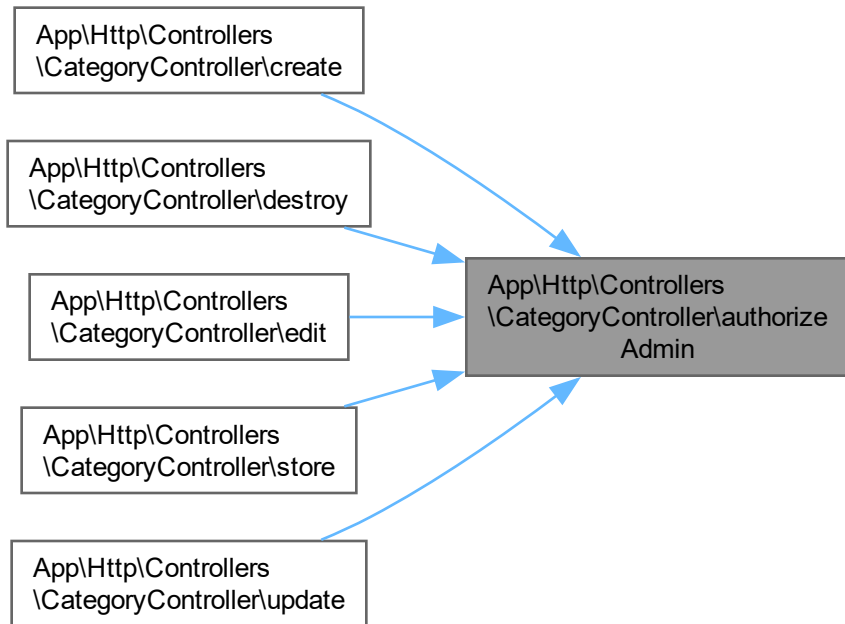 App\Http\Controllers
\CategoryController\create
App\Http\Controllers
\CategoryController\destroy
App\Http\Controllers
\CategoryController\edit
App\Http\Controllers
\CategoryController\store
App\Http\Controllers
\CategoryController\update
App\Http\Controllers
\CategoryController\authorize
Admin